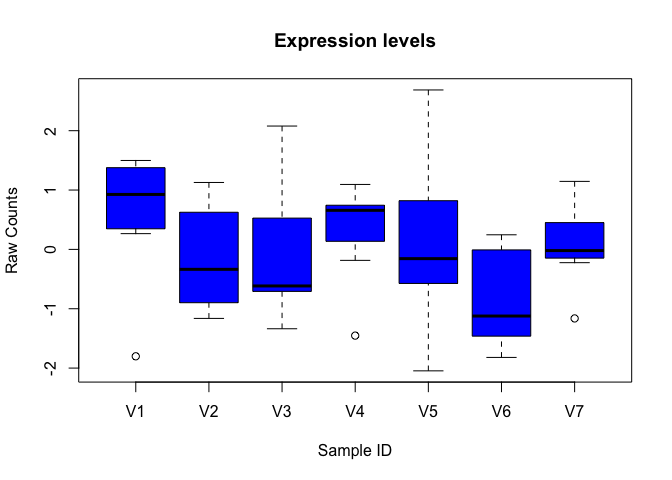 Expression levels
Raw Counts
2
1
0
-1
-2
V1 V2 V3 V4 V5 V6 V7
Sample ID